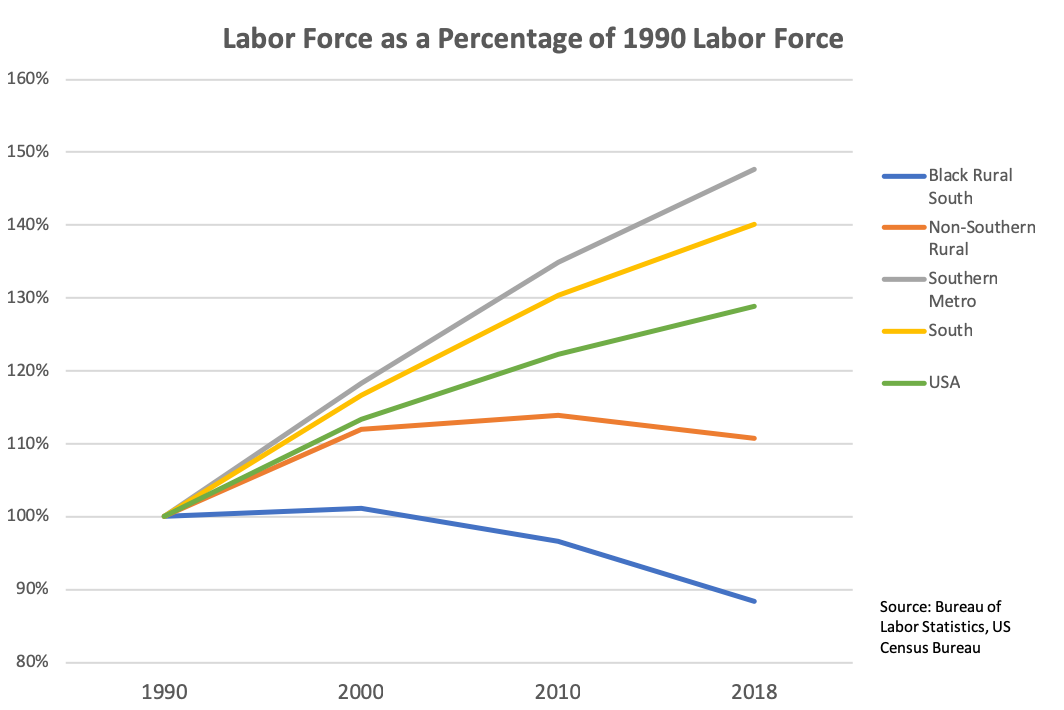 Labor Force as a Percentage of 1990 Labor Force
160%
150%
140%
130%
120%
110%
100%
90%
80%
1990 2000 2010 2018
Black Rural
South
Non-Southern
Rural
Southern
Metro
South
USA
Source: Bureau of
Labor Statistics, US
Census Bureau